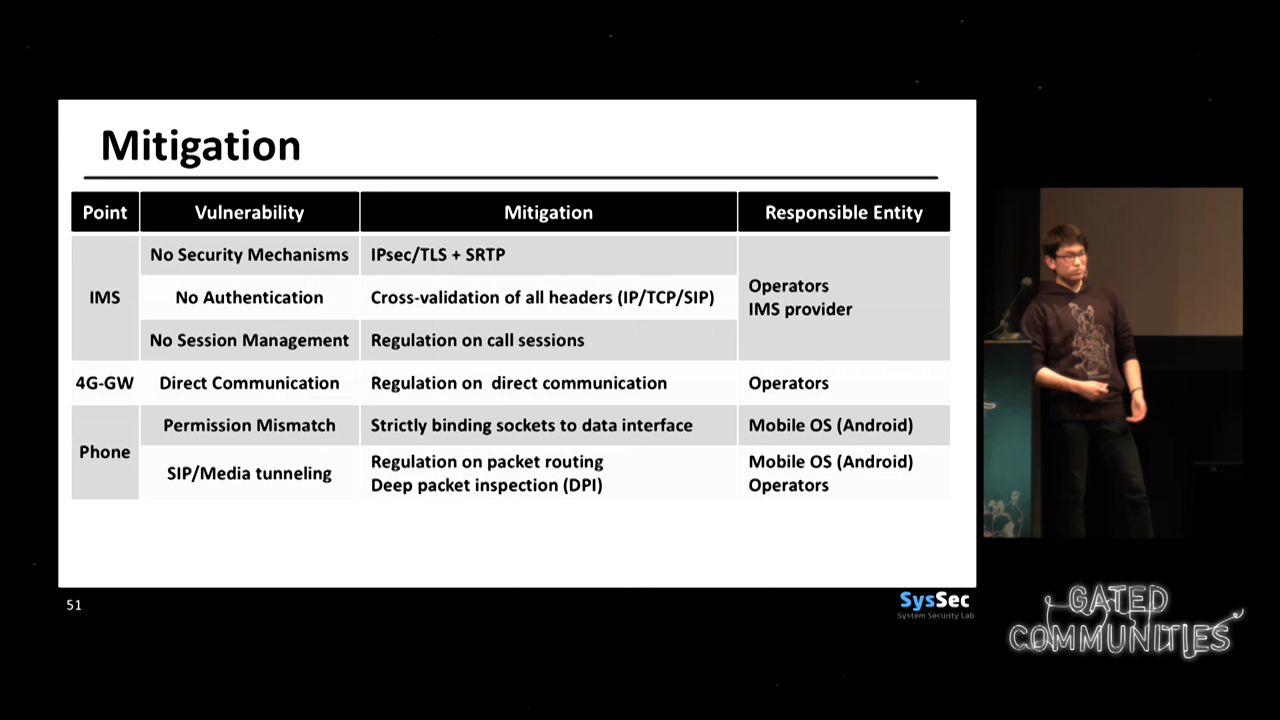 Mitigation
Point Vulnerability Mitigation Responsible Entity
IMS
No Security Mechanisms IPsec/TLS + SRTP
No Authentication Cross-validation of all headers (IP/TCP/SIP)
No Session Management Regulation on call sessions
Operators
IMS provider
4G-GW Direct Communication Regulation on direct communication Operators
Phone
Permission Mismatch Strictly binding sockets to data interface Mobile OS (Android)
SIP/Media tunneling
Regulation on packet routing
Deep packet inspection (DPI)
Mobile OS (Android)
Operators
51
SysSec
System Security Lab
GATED
COMMUNITIES